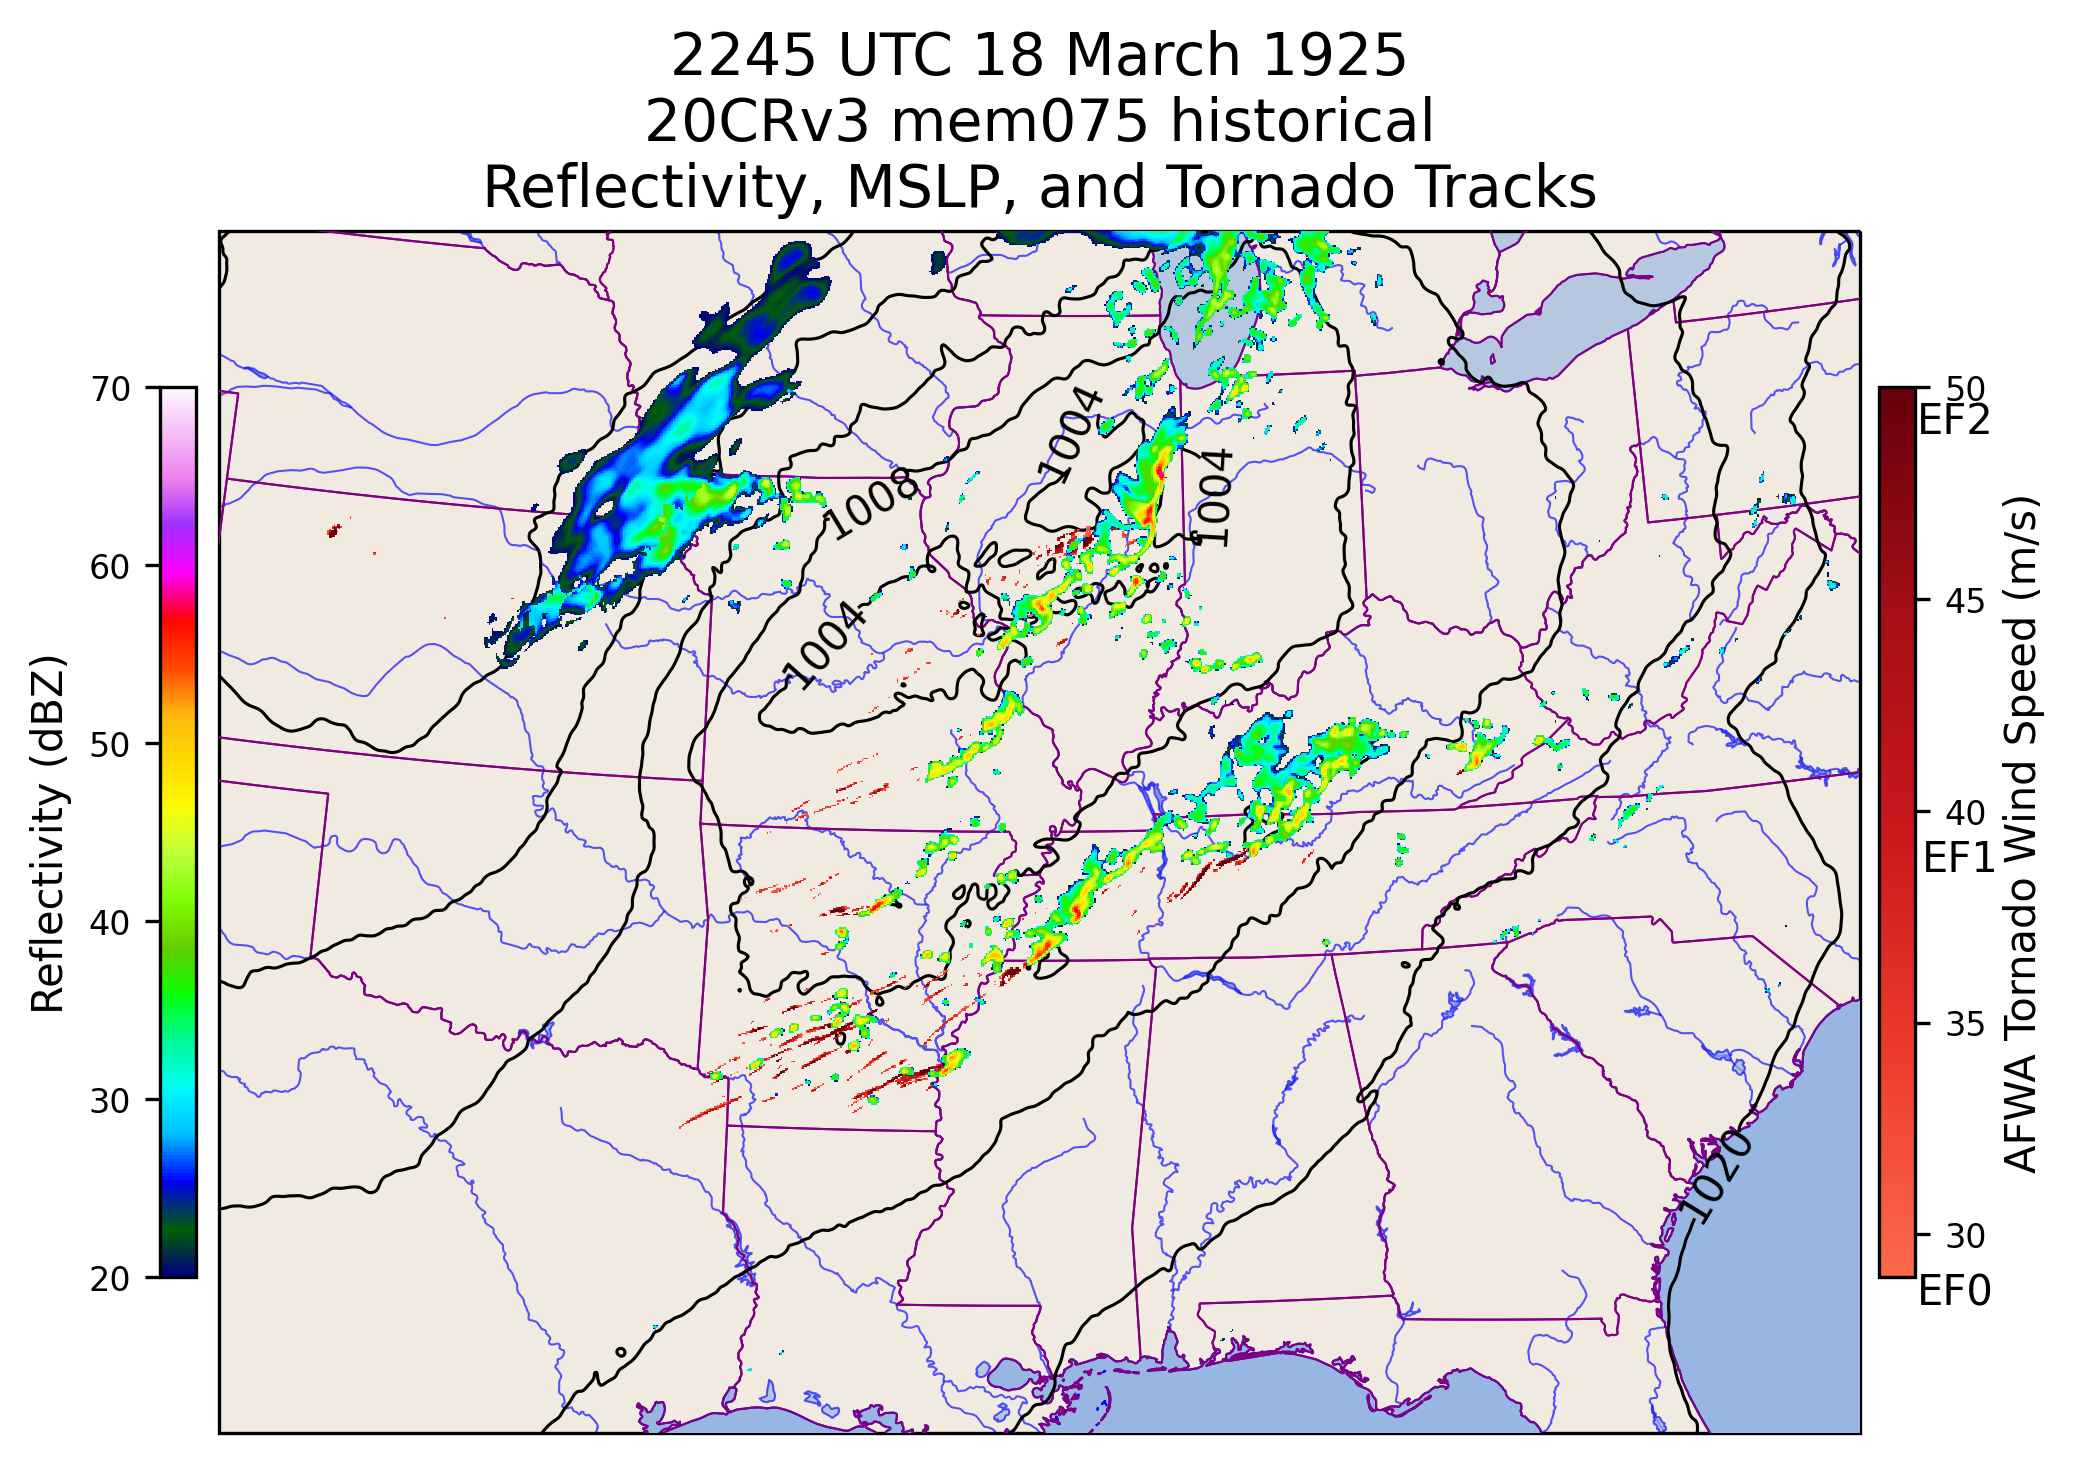 2245 UTC 18 March 1925
20CRv3 mem075 historical
Reflectivity, MSLP, and Tornado Tracks
Reflectivity (dBZ)
70
60
50
40
30
20
1004
1004
1008
1004
1020
50
EF2
45
40
EF1
35
30
EF0
AFWA Tornado Wind Speed (m/s)